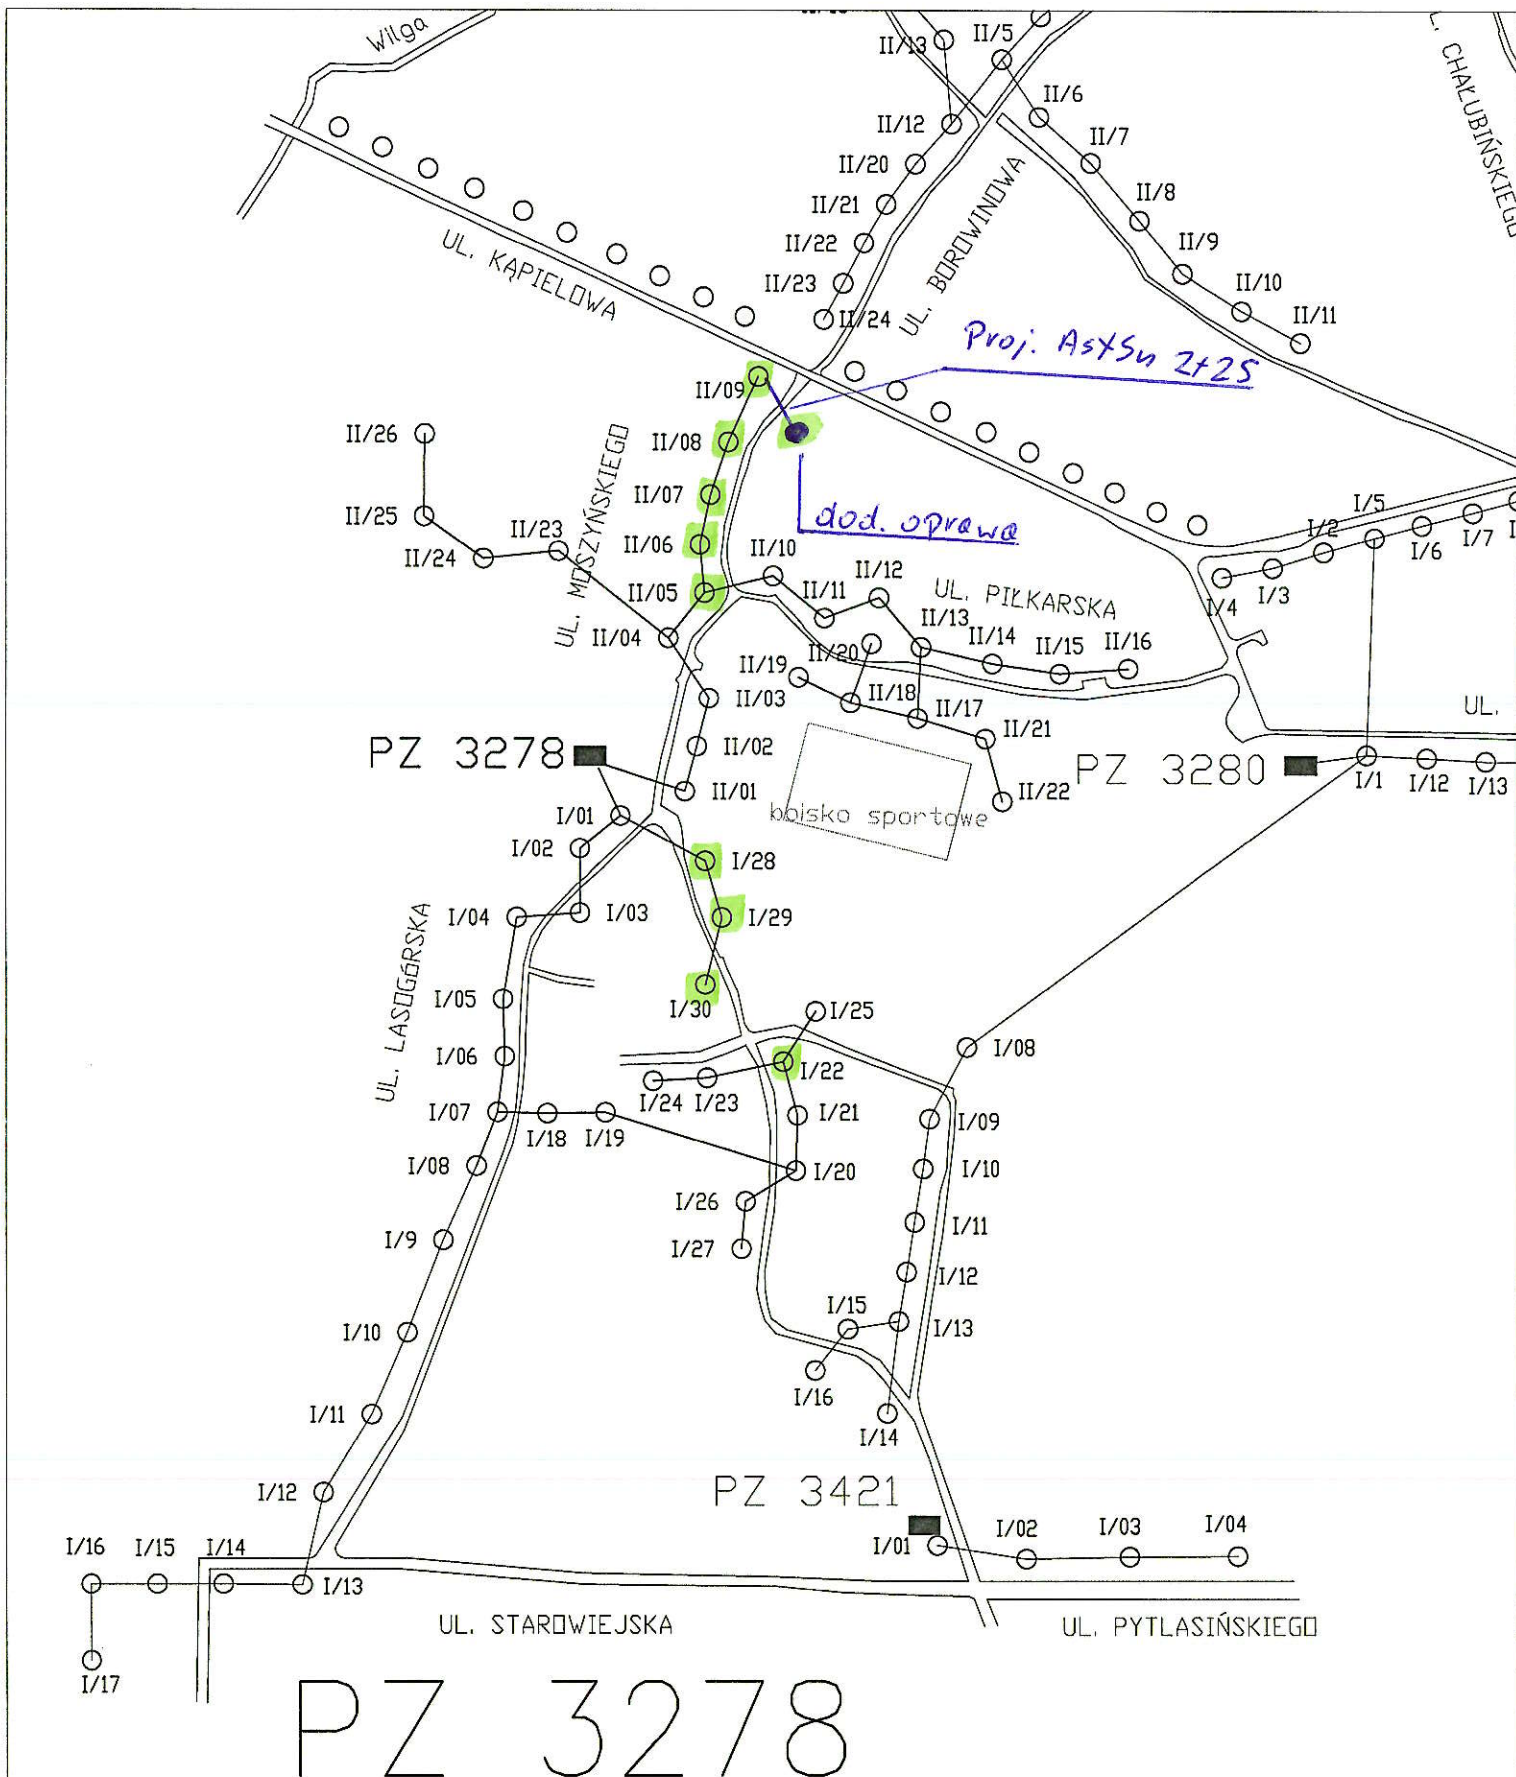 Wilga
II/13
II/5
II/6
II/12
II/7
II/20
II/21
II/8
II/22
II/9
II/23
II/10
II/24
II/11
UL. CHAŁUBIŃSKIEGO
UL. BOROWINOWA
UL. KĄPIELOWA
Proj. AsXSn 2+25
II/09
II/26
II/08
II/07
II/25
II/23
II/24
II/06
dod. oprawa
UL. MOSZYŃSKIEGO
II/05
II/04
II/10
II/11
II/12
II/13
UL. PIŁKARSKA
I/5
I/2
I/6
I/7
I/4
I/3
II/14
II/15
II/16
II/20
II/19
II/18
II/17
II/03
II/02
II/01
II/21
II/22
UL.
PZ 3278
PZ 3280
I/1
I/12
I/13
boisko sportowe
I/01
I/02
I/28
I/04
I/03
I/29
UL. LASOGÓRSKA
I/05
I/30
I/25
I/06
I/22
I/08
I/24
I/23
I/07
I/18
I/19
I/21
I/09
I/08
I/20
I/10
I/26
I/9
I/27
I/11
I/12
I/10
I/15
I/13
I/16
I/11
I/14
I/12
PZ 3421
I/01
I/02
I/03
I/04
I/16
I/15
I/14
I/13
I/17
UL. STAROWIEJSKA
UL. PYTLASIŃSKIEGO
PZ 3278